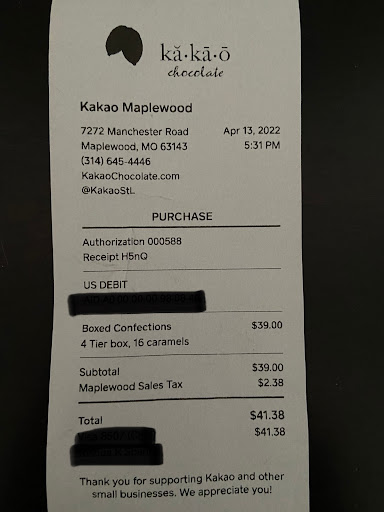 kă·kā·ō
chocolate
Kakao Maplewood
7272 Manchester Road Apr 13, 2022
Maplewood, MO 63143 5:31 PM
(314) 645-4446
KakaoChocolate.com
@KakaoStL
PURCHASE
Authorization 000588
Receipt H5nQ
US DEBIT
Boxed Confections $39.00
4 Tier box, 16 caramels
Subtotal $39.00
Maplewood Sales Tax $2.38
Total $41.38
$41.38
Thank you for supporting Kakao and other
small businesses. We appreciate you!